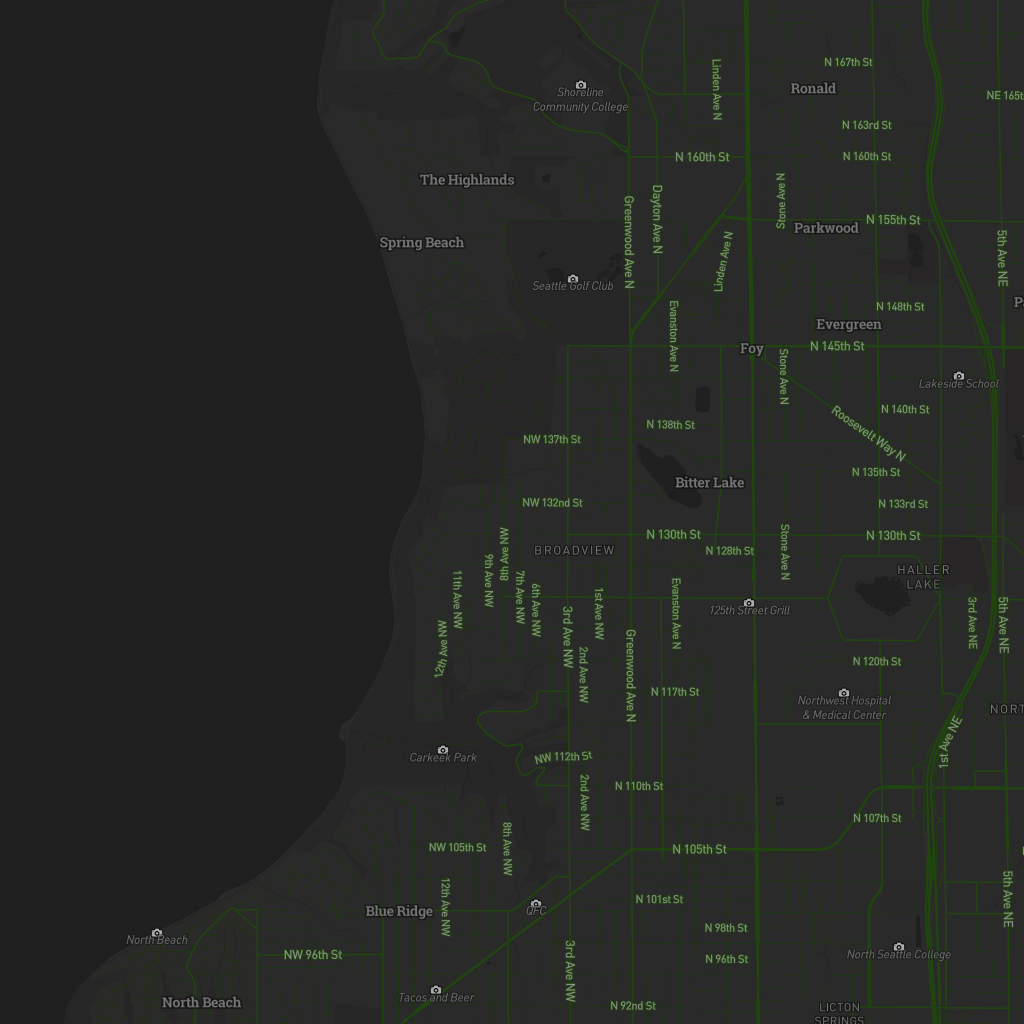 N 167th St
Linden Ave N
Ronald
Shoreline
Community College
NE 165t
N 163rd St
N 160th St
N 160th St
The Highlands
Stone Ave N
Dayton Ave N
Greenwood Ave N
N 155th St
Parkwood
Spring Beach
Linden Ave N
5th Ave NE
Seattle Golf Club
N 148th St
P
Evanston Ave N
Evergreen
N 145th St
Foy
Stone Ave N
Lakeside School
N 140th St
Roosevelt Way N
N 138th St
NW 137th St
N 135th St
Bitter Lake
NW 132nd St
N 133rd St
N 130th St
N 130th St
8th Ave NW
Stone Ave N
BROADVIEW
N 128th St
9th Ave NW
7th Ave NW
HALLER
LAKE
11th Ave NW
6th Ave NW
1st Ave NW
Evanston Ave N
125th Street Grill
3rd Ave NE
5th Ave NE
3rd Ave NW
12th Ave NW
Greenwood Ave N
2nd Ave NW
N 120th St
N 117th St
Northwest Hospital
& Medical Center
NORT
1st Ave NE
Carkeek Park
NW 112th St
N 110th St
2nd Ave NW
N 107th St
8th Ave NW
NW 105th St
N 105th St
12th Ave NW
5th Ave NE
N 101st St
Blue Ridge
QFC
N 98th St
North Beach
NW 96th St
3rd Ave NW
N 96th St
North Seattle College
Tacos and Beer
North Beach
N 92nd St
LICTON
SPRINGS